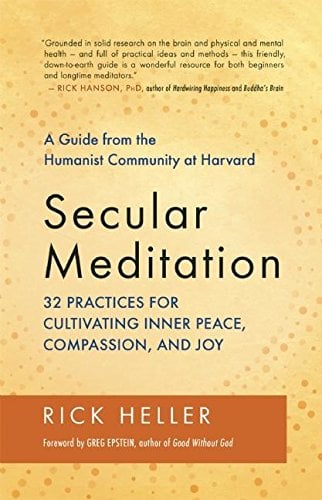 "Grounded in solid research on the brain and physical and mental
health – and full of practical ideas and methods – this friendly,
down-to-earth guide is a wonderful resource for both beginners
and longtime meditators."
— RICK HANSON, PHD, author of Hardwiring Happiness and Buddha's Brain
A Guide from the
Humanist Community at Harvard
Secular
Meditation
32 PRACTICES FOR
CULTIVATING INNER PEACE,
COMPASSION, AND JOY
RICK HELLER
Foreword by GREG EPSTEIN, author of Good Without God